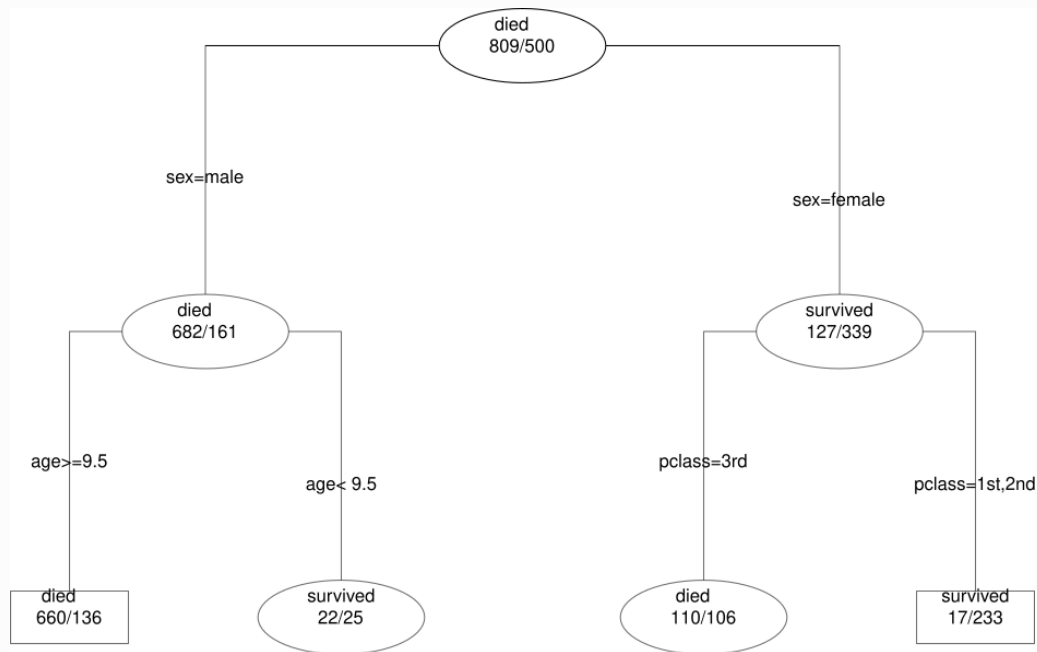 died
809/500
sex=male
sex=female
died
682/161
survived
127/339
age>=9.5
age< 9.5
pclass=3rd
pclass=1st,2nd
died
660/136
survived
22/25
died
110/106
survived
17/233